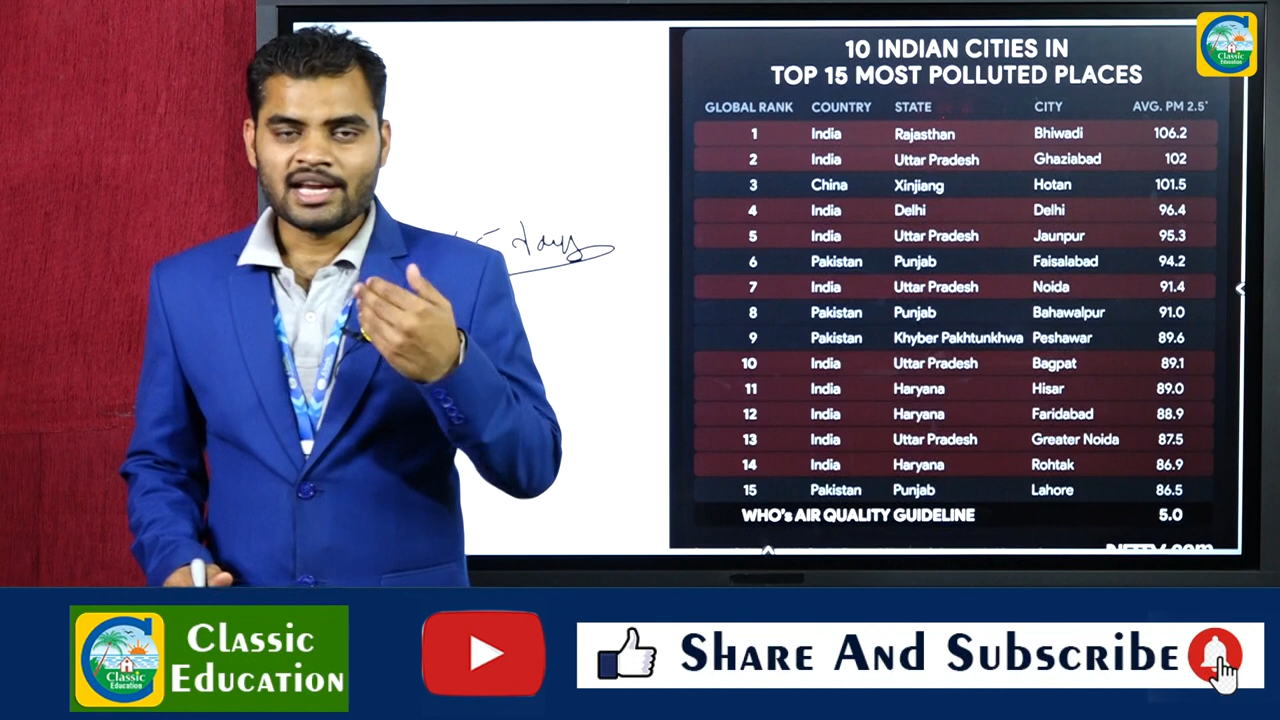 10 INDIAN CITIES IN
TOP 15 MOST POLLUTED PLACES
GLOBAL RANK COUNTRY STATE CITY AVG. PM 2.5*
1 India Rajasthan Bhiwadi 106.2
2 India Uttar Pradesh Ghaziabad 102
3 China Xinjiang Hotan 101.5
4 India Delhi Delhi 96.4
5 India Uttar Pradesh Jaunpur 95.3
6 Pakistan Punjab Faisalabad 94.2
7 India Uttar Pradesh Noida 91.4
8 Pakistan Punjab Bahawalpur 91.0
9 Pakistan Khyber Pakhtunkhwa Peshawar 89.6
10 India Uttar Pradesh Bagpat 89.1
11 India Haryana Hisar 89.0
12 India Haryana Faridabad 88.9
13 India Uttar Pradesh Greater Noida 87.5
14 India Haryana Rohtak 86.9
15 Pakistan Punjab Lahore 86.5
WHO's AIR QUALITY GUIDELINE 5.0
Classic
Education
days
Classic
Education
Classic
Education
Share And Subscribe